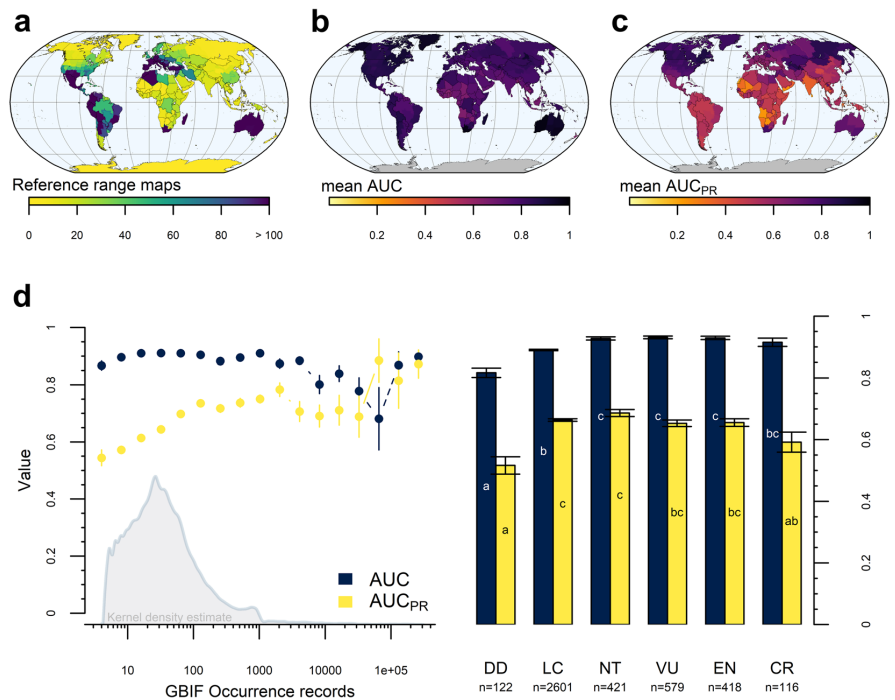 a
b
c
Reference range maps
0 20 40 60 80 > 100
mean AUC
0.2 0.4 0.6 0.8 1
mean AUCPR
0.2 0.4 0.6 0.8 1
d
Value
1
0.8
0.6
0.4
0.2
0
AUC
AUCPR
Kernel density estimate
10 100 1000 10000 1e+05
GBIF Occurrence records
a
a
b
c
c
c
c
bc
c
bc
bc
ab
1
0.8
0.6
0.4
0.2
0
DD LC NT VU EN CR
n=122 n=2601 n=421 n=579 n=418 n=116